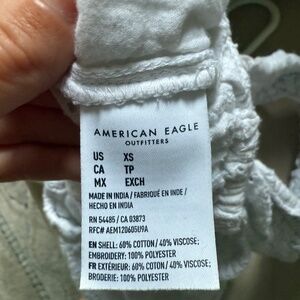 AMERICAN EAGLE
OUTFITTERS
US XS
CA TP
MX EXCH
MADE IN INDIA / FABRIQUÉ EN INDE /
HECHO EN INDIA
RN 54485 / CA 03873
RFC# AEM120605U9A
EN SHELL: 60% COTTON / 40% VISCOSE;
EMBROIDERY: 100% POLYESTER
FR EXTÉRIEUR: 60% COTON / 40% VISCOSE;
BRODERIE: 100% POLYESTER